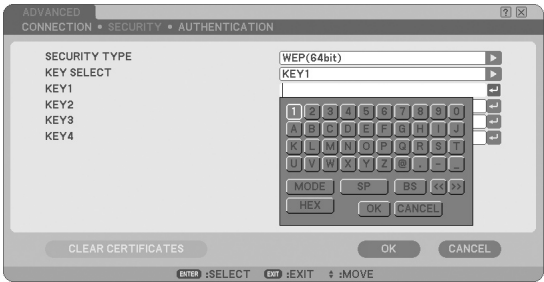 ADVANCED
CONNECTION ▪ SECURITY ▪ AUTHENTICATION
SECURITY TYPE WEP(64bit)
KEY SELECT KEY1
KEY1
KEY2
KEY3
KEY4
1 2 3 4 5 6 7 8 9 0
A B C D E F G H I J
K L M N O P Q R S T
U V W X Y Z @ . - _
MODE SP BS << >>
HEX OK CANCEL
CLEAR CERTIFICATES OK CANCEL
ENTER :SELECT EXIT :EXIT ♦ :MOVE